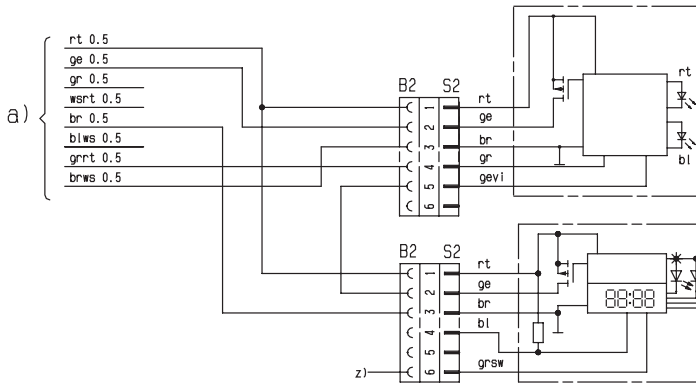 a)
rt 0.5
ge 0.5
gr 0.5
wsrt 0.5
br 0.5
blws 0.5
grrt 0.5
brws 0.5
B2 S2
1 rt
2 ge
3 br
4 gr
5 gevi
6
rt
bl
B2 S2
1 rt
2 ge
3 br
4 bl
5
z) 6 grsw
88:88